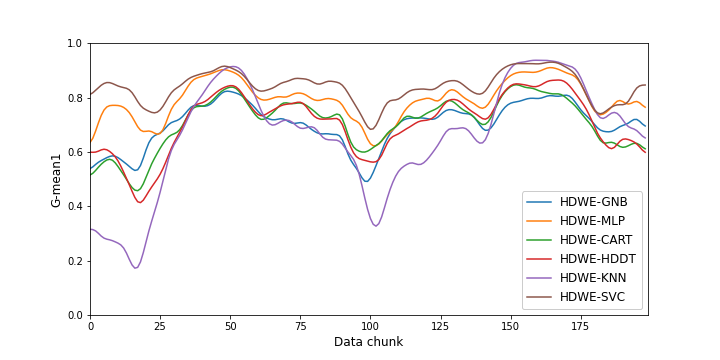 1.0
0.8
0.6
0.4
0.2
0.0
G-mean1
0
25
50
75
100
125
150
175
Data chunk
HDWE-GNB
HDWE-MLP
HDWE-CART
HDWE-HDDT
HDWE-KNN
HDWE-SVC